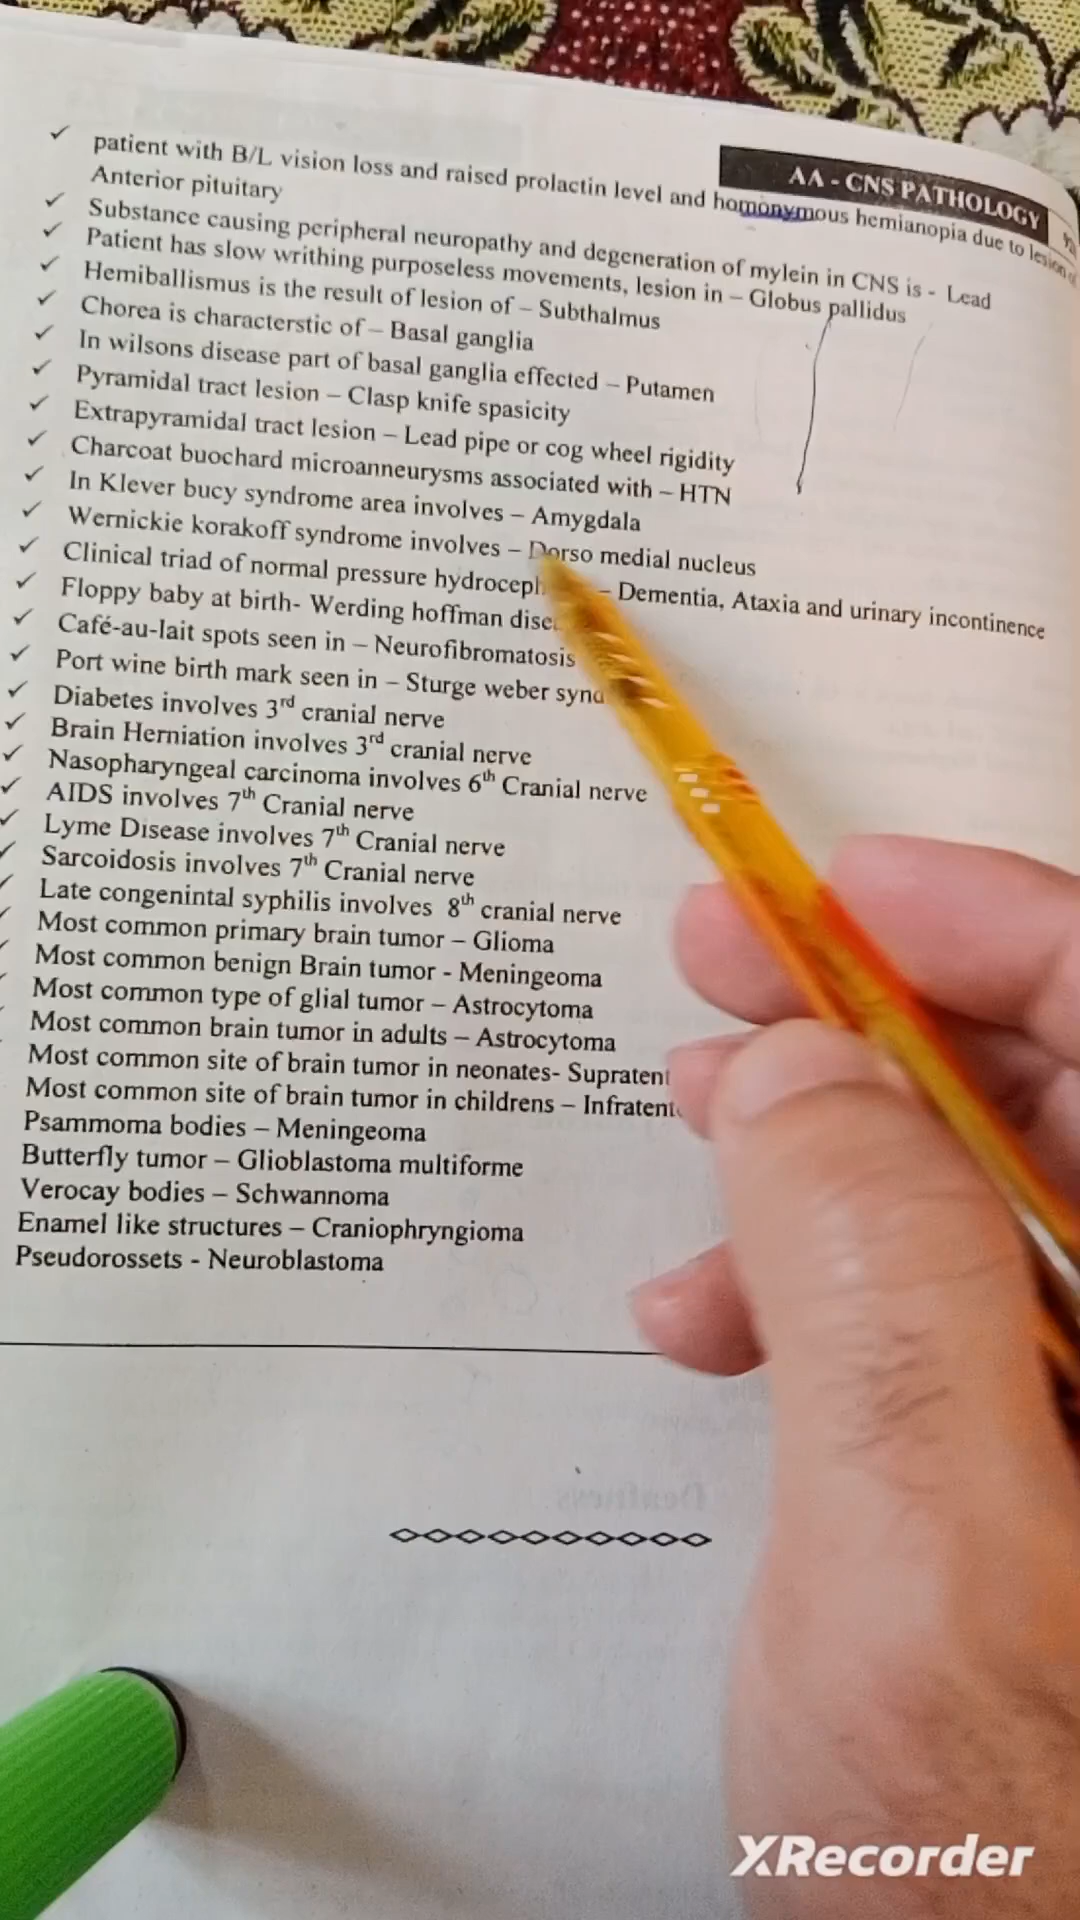 AA - CNS PATHOLOGY
✓ patient with B/L vision loss and raised prolactin level and homonymous hemianopia due to lesion
Anterior pituitary
✓ Substance causing peripheral neuropathy and degeneration of mylein in CNS is - Lead
✓ Patient has slow writhing purposeless movements, lesion in – Globus pallidus
✓ Hemiballismus is the result of lesion of – Subthalmus
✓ Chorea is characterstic of – Basal ganglia
✓ In wilsons disease part of basal ganglia effected – Putamen
✓ Pyramidal tract lesion – Clasp knife spasicity
✓ Extrapyramidal tract lesion – Lead pipe or cog wheel rigidity
✓ Charcoat buochard microanneurysms associated with – HTN
✓ In Klever bucy syndrome area involves – Amygdala
✓ Wernickie korakoff syndrome involves – Dorso medial nucleus
✓ Clinical triad of normal pressure – Dementia, Ataxia and urinary incontinence
✓ Floppy baby at birth- Werding hoffman
✓ Café-au-lait spots seen in – Neurofibromatosis
✓ Port wine birth mark seen in – Sturge weber
✓ Diabetes involves 3rd cranial nerve
✓ Brain Herniation involves 3rd cranial nerve
✓ Nasopharyngeal carcinoma involves 6th Cranial nerve
✓ AIDS involves 7th Cranial nerve
✓ Lyme Disease involves 7th Cranial nerve
✓ Sarcoidosis involves 7th Cranial nerve
✓ Late congenintal syphilis involves 8th cranial nerve
Most common primary brain tumor – Glioma
Most common benign Brain tumor - Meningeoma
Most common type of glial tumor – Astrocytoma
Most common brain tumor in adults – Astrocytoma
Most common site of brain tumor in neonates-
Most common site of brain tumor in childrens –
Psammoma bodies – Meningeoma
Butterfly tumor – Glioblastoma multiforme
Verocay bodies – Schwannoma
Enamel like structures – Craniophryngioma
Pseudorossets - Neuroblastoma
XRecorder